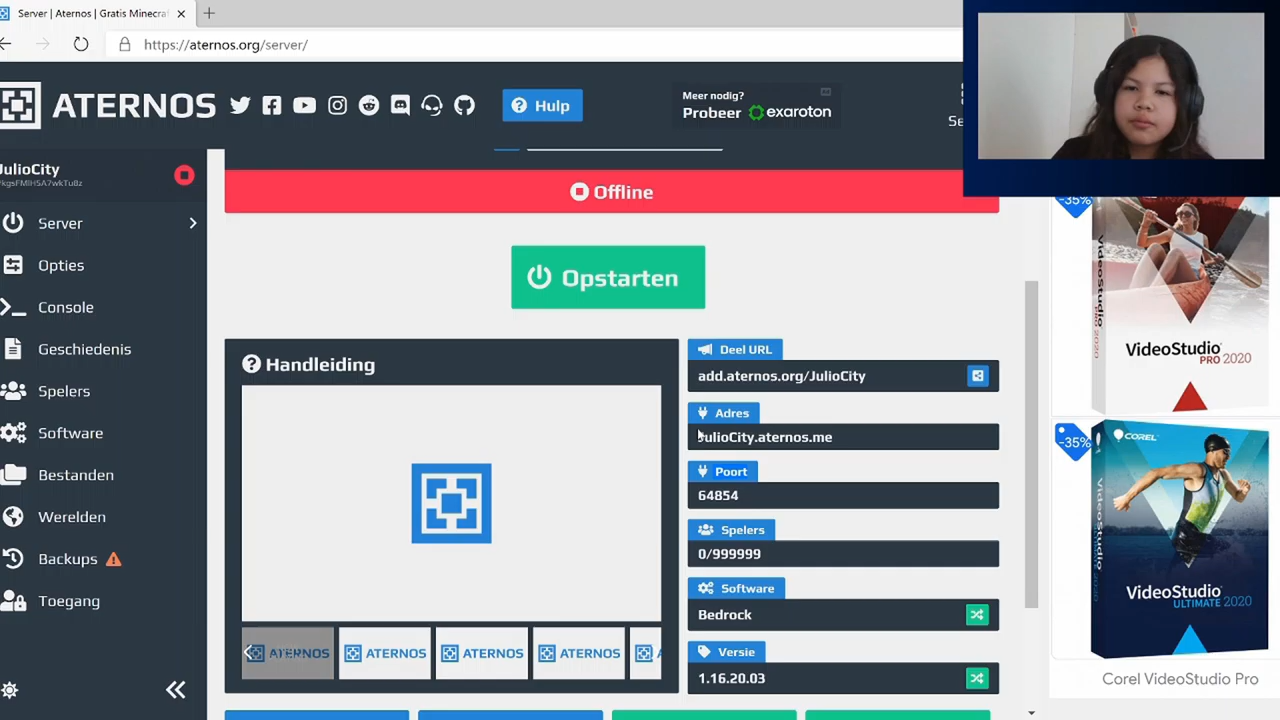 Server | Aternos | Gratis Minecra
https://aternos.org/server/
ATERNOS
Hulp
Meer nodig?
Probeer exaroton
JulioCity
Offline
Server
Opties
Console
Geschiedenis
Spelers
Software
Bestanden
Werelden
Backups
Toegang
Opstarten
Handleiding
ATERNOS
ATERNOS
ATERNOS
ATERNOS
Deel URL
add.aternos.org/JulioCity
Adres
JulioCity.aternos.me
Poort
64854
Spelers
0/999999
Software
Bedrock
Versie
1.16.20.03
-35%
VideoStudio
PRO 2020
-35%
COREL
VideoStudio
ULTIMATE 2020
Corel VideoStudio Pro